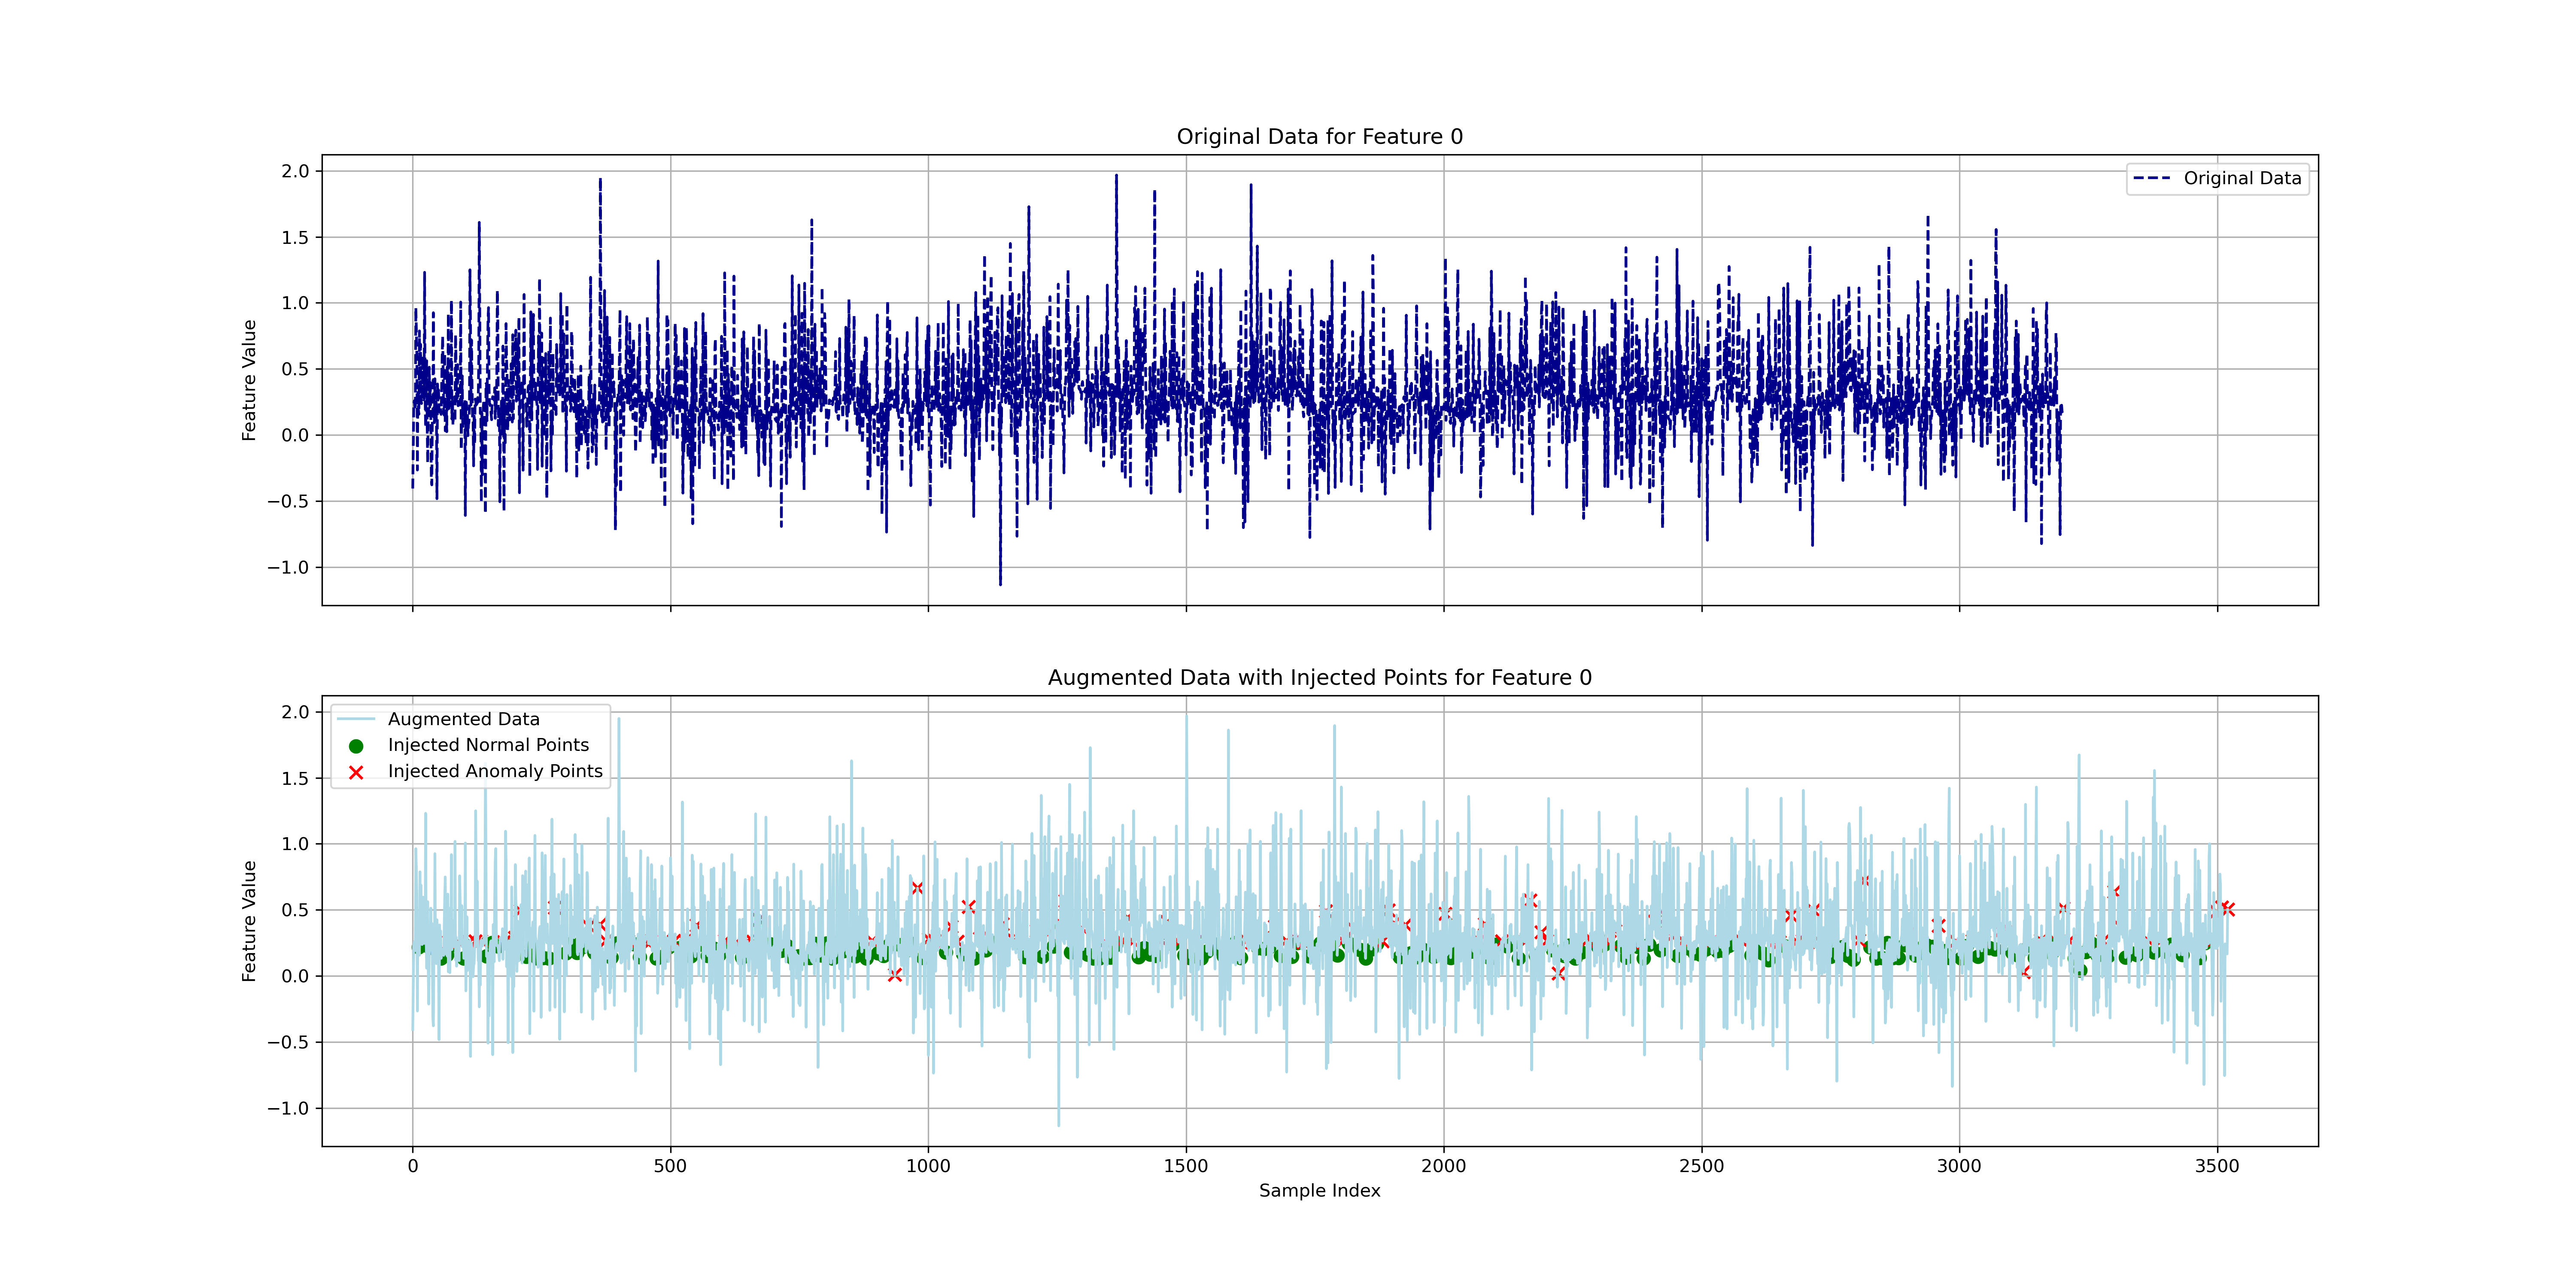 Original Data for Feature 0
2.0
1.5
1.0
0.5
0.0
−0.5
−1.0
Feature Value
Original Data
Augmented Data with Injected Points for Feature 0
2.0
1.5
1.0
0.5
0.0
−0.5
−1.0
Feature Value
Augmented Data
Injected Normal Points
Injected Anomaly Points
0 500 1000 1500 2000 2500 3000 3500
Sample Index